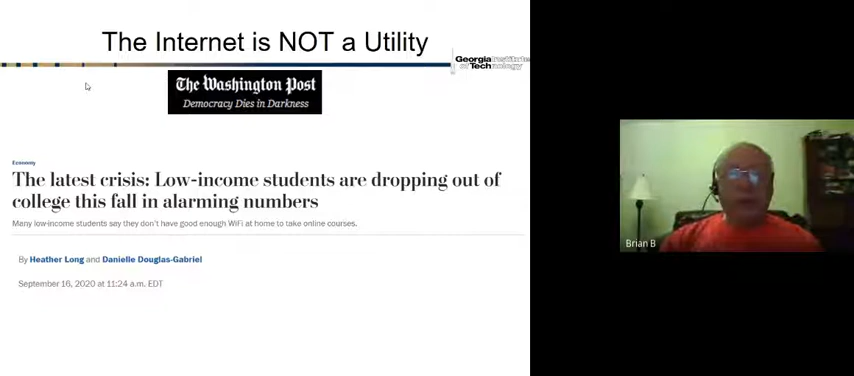 The Internet is NOT a Utility
Georgia Institute
of Technology
The Washington Post
Democracy Dies in Darkness
Economy
The latest crisis: Low-income students are dropping out of
college this fall in alarming numbers
Many low-income students say they don't have good enough WiFi at home to take online courses.
By Heather Long and Danielle Douglas-Gabriel
September 16, 2020 at 11:24 a.m. EDT
Brian B